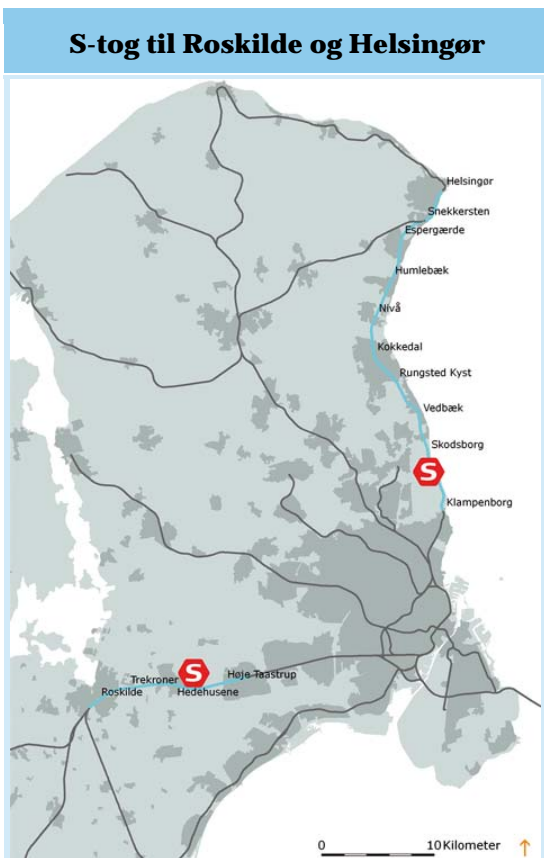 S-tog til Roskilde og Helsingør
Helsingør
Snekkersten
Espergærde
Humlebæk
Nivå
Kokkedal
Rungsted Kyst
Vedbæk
Skodsborg
S
Klampenborg
S
Høje Taastrup
Trekroner
Hedehusene
Roskilde
0 10 Kilometer